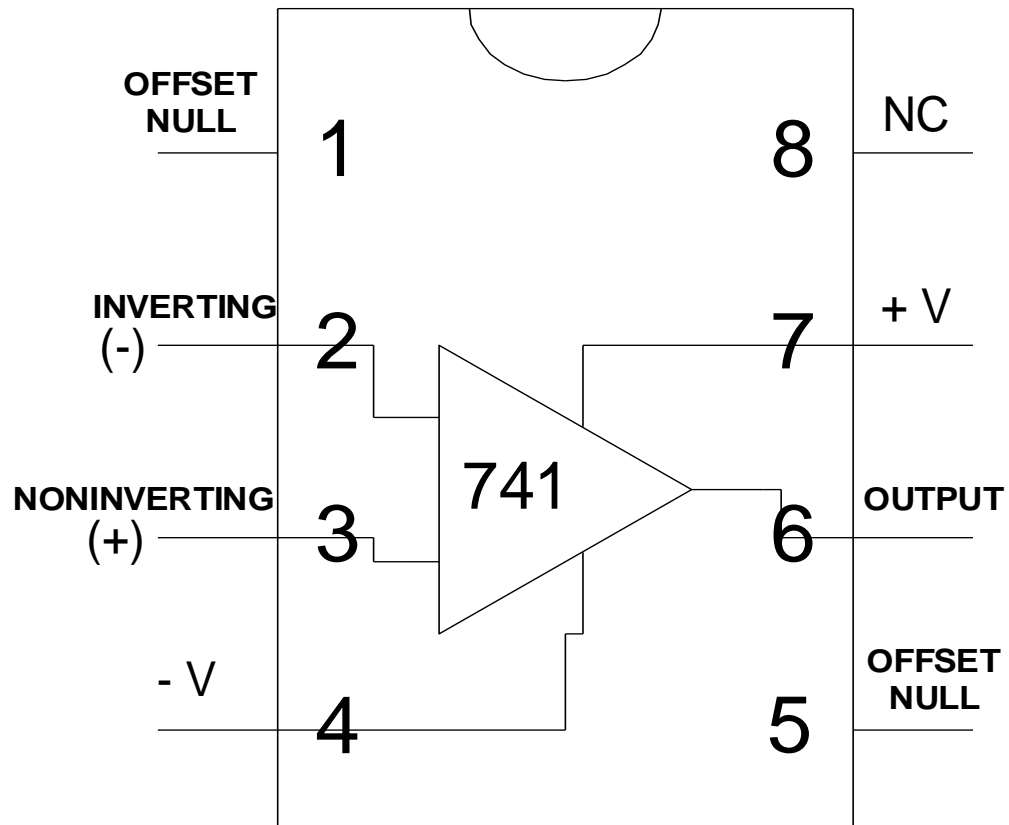 OFFSET
NULL
1
8
NC
INVERTING
(-)
2
7
+ V
741
NONINVERTING
(+)
3
6
OUTPUT
- V
4
5
OFFSET
NULL